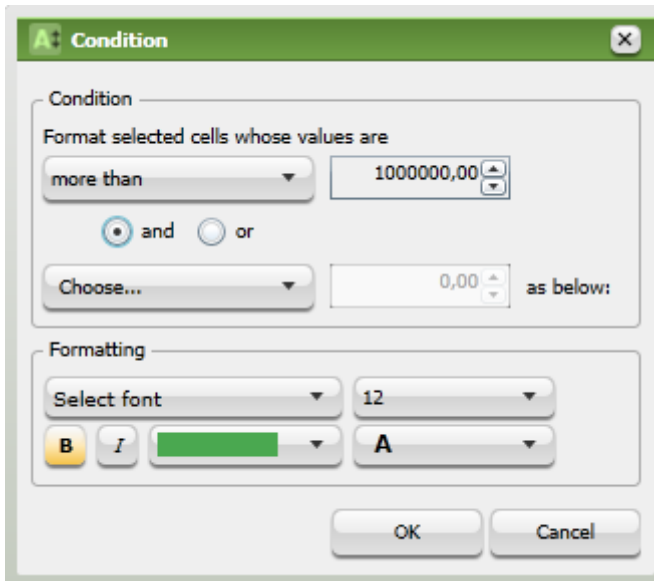 A Condition
Condition
Format selected cells whose values are
more than 1000000,00
and or
Choose... 0,00 as below:
Formatting
Select font 12
B I A
OK Cancel